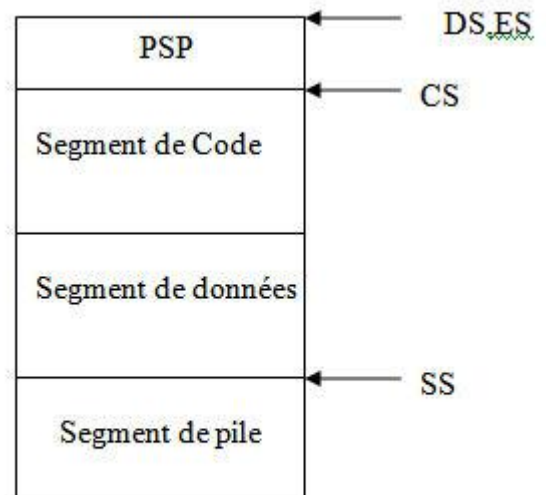 DS,ES
PSP
CS
Segment de Code
Segment de données
SS
Segment de pile